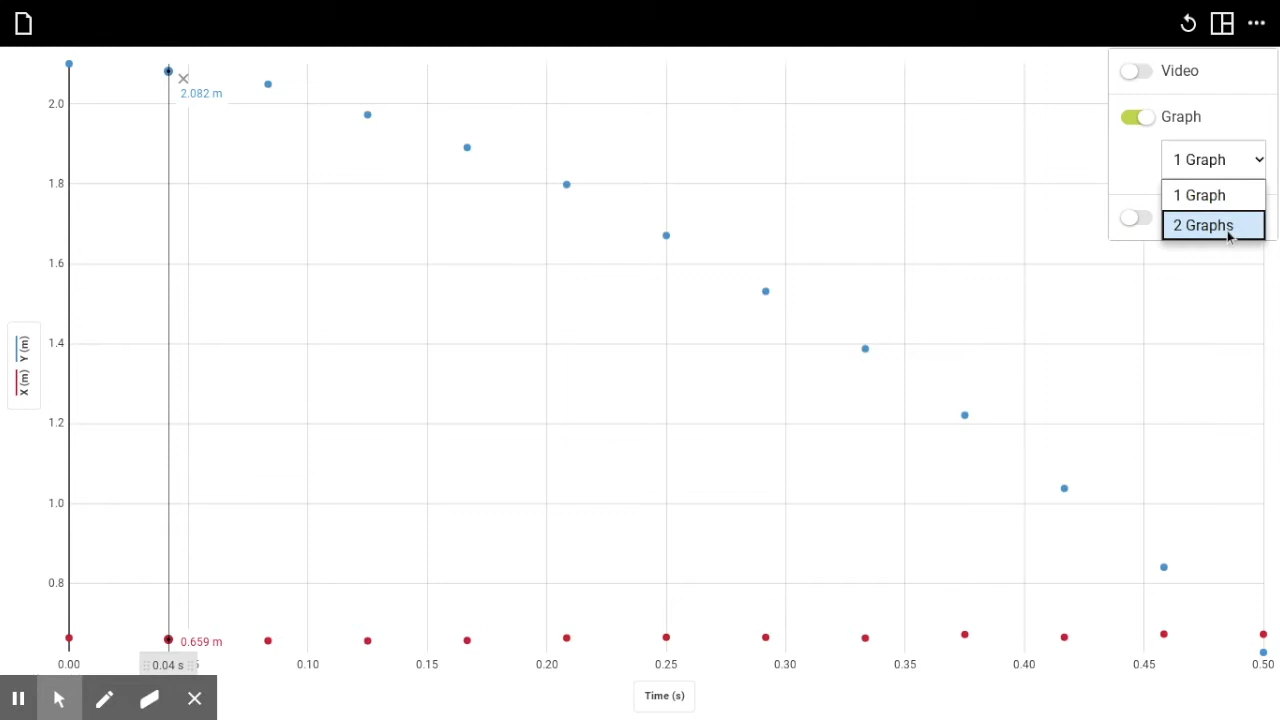 Video
Graph
1 Graph
1 Graph
2 Graphs
2.082 m
2.0
1.8
1.6
1.4
1.2
1.0
0.8
Y (m)
X (m)
0.659 m
0.00
0.04 s
0.10
0.15
0.20
0.25
0.30
0.35
0.40
0.45
0.50
Time (s)